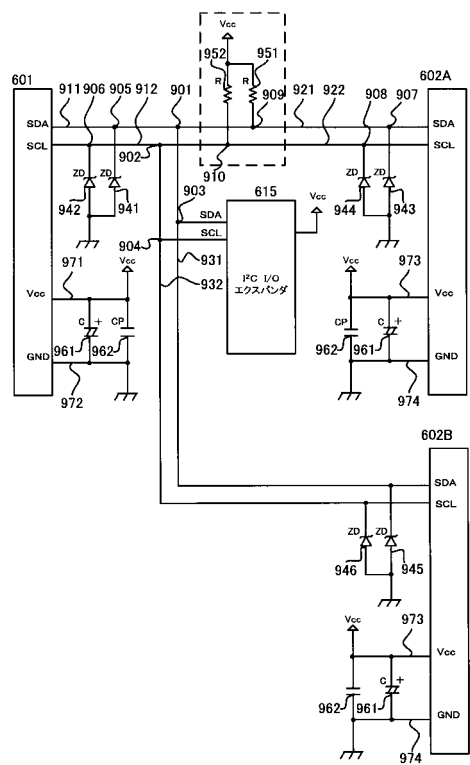 Vcc
952
951
R
R
601
602A
911
906
905
912
901
909
921
922
908
907
SDA
SCL
SDA
SCL
902
910
ZD
ZD
942
941
903
615
Vcc
ZD
ZD
944
943
SDA
SCL
904
931
932
I²C I/O
エクスパンダ
971
Vcc
Vcc
C
+
CP
961
962
GND
972
Vcc
973
Vcc
CP
C
+
962
961
GND
974
602B
SDA
SCL
ZD
ZD
946
945
Vcc
973
Vcc
C
+
962
961
GND
974